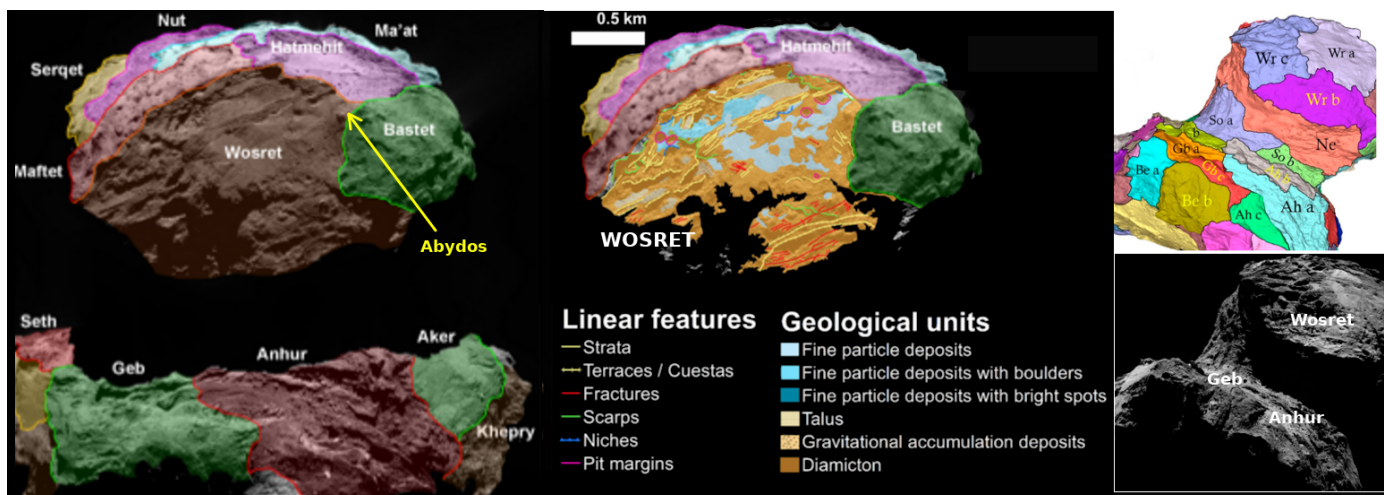 Nut
Ma'at
Hatmehit
Serqet
Bastet
Wosret
Maftet
Abydos
Seth
Geb
Anhur
Aker
Khepry
0.5 km
Hatmehit
Bastet
WOSRET
Linear features
Strata
Terraces / Cuestas
Fractures
Scarps
Niches
Pit margins
Geological units
Fine particle deposits
Fine particle deposits with boulders
Fine particle deposits with bright spots
Talus
Gravitational accumulation deposits
Diamicton
Wr c
Wr a
Wr b
So a
Ne
b
Gb a
So b
Be a
Gb c
Be b
Ah a
Ah c
Wosret
Geb
Anhur